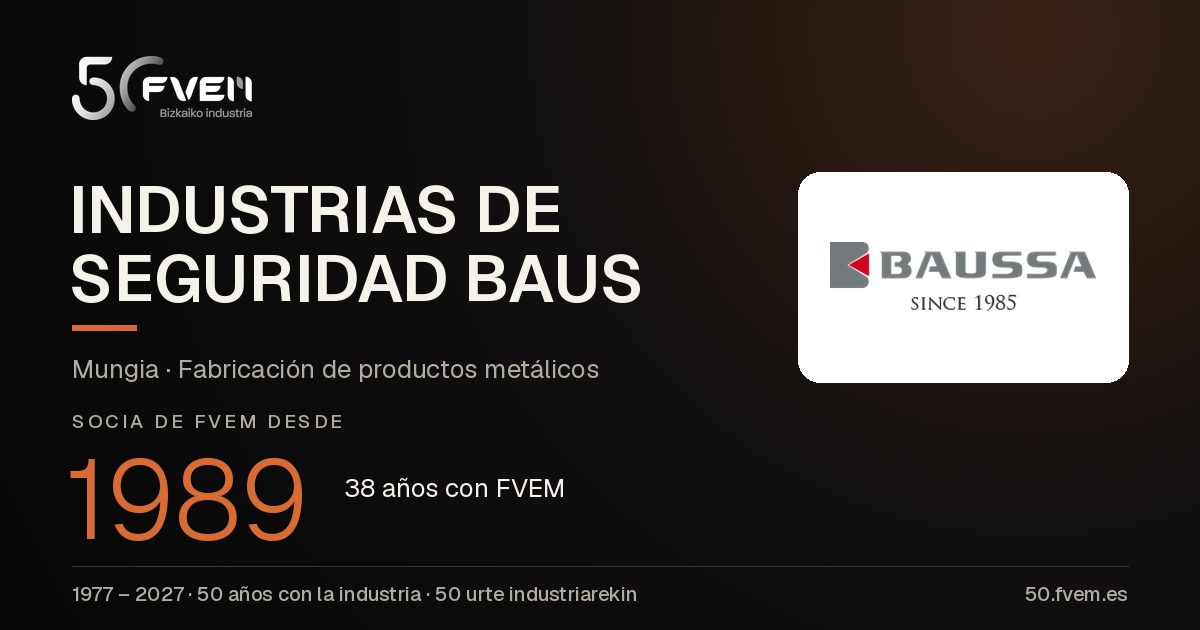 50 FVEM
Bizkaiko industria
INDUSTRIAS DE
SEGURIDAD BAUS
BAUSSA
SINCE 1985
Mungia · Fabricación de productos metálicos
SOCIA DE FVEM DESDE
1989
38 años con FVEM
1977 – 2027 · 50 años con la industria · 50 urte industriarekin
50.fvem.es